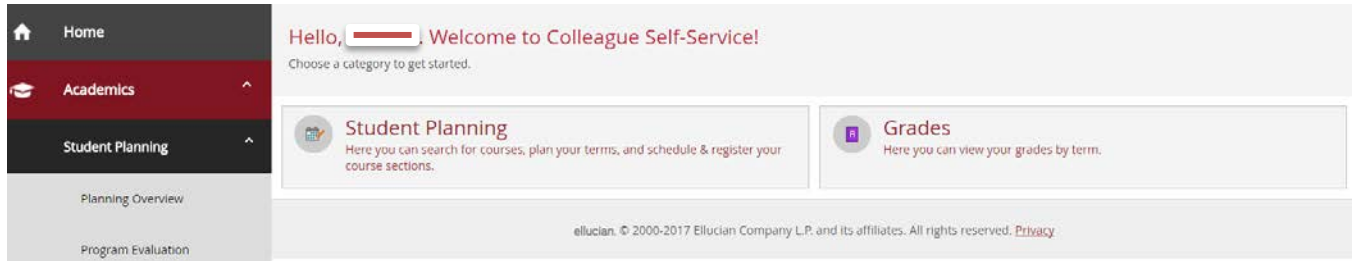 Home
Academics
Student Planning
Planning Overview
Program Evaluation
Hello, . Welcome to Colleague Self-Service!
Choose a category to get started.
Student Planning
Here you can search for courses, plan your terms, and schedule & register your
course sections.
Grades
Here you can view your grades by term.
ellucian. © 2000-2017 Ellucian Company L.P. and its affiliates. All rights reserved. Privacy